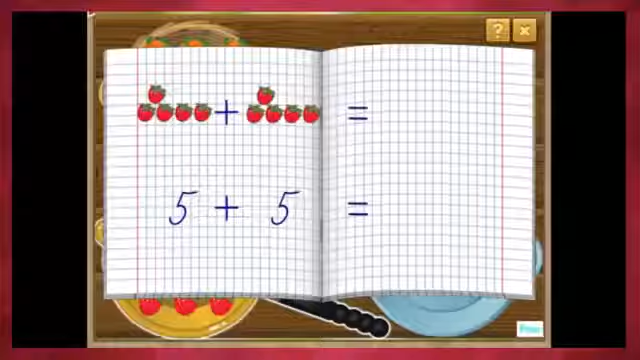 ? ×
+ =
5 + 5 =